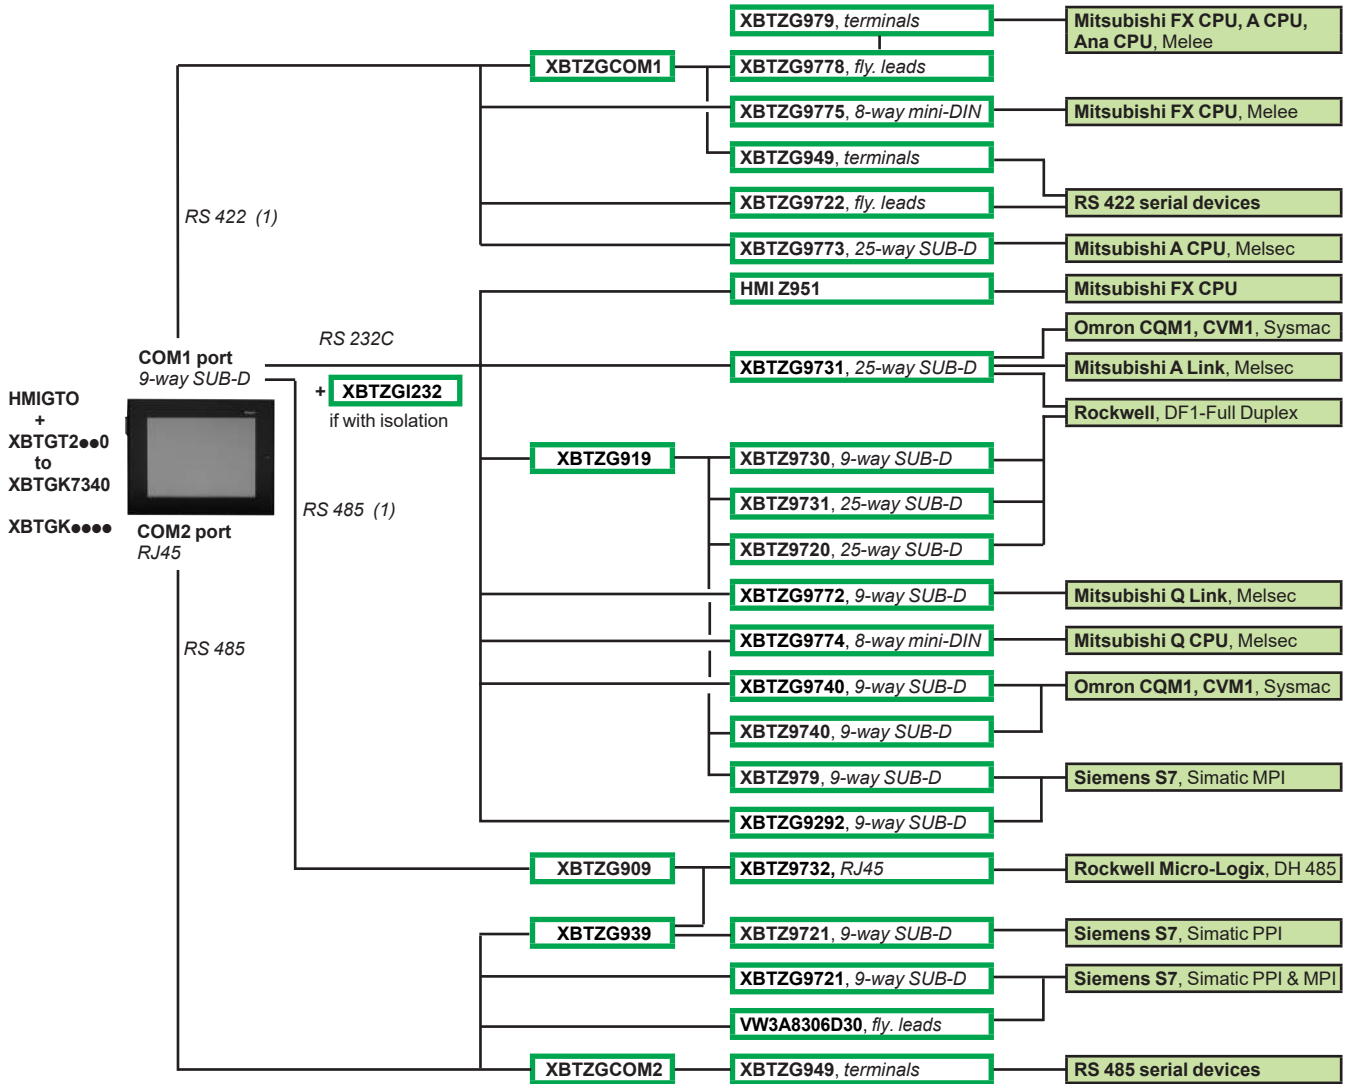 XBTZG979, terminals
Mitsubishi FX CPU, A CPU,
Ana CPU, Melee
XBTZGCOM1
XBTZG9778, fly. leads
XBTZG9775, 8-way mini-DIN
Mitsubishi FX CPU, Melee
XBTZG949, terminals
RS 422 (1)
XBTZG9722, fly. leads
RS 422 serial devices
XBTZG9773, 25-way SUB-D
Mitsubishi A CPU, Melsec
HMI Z951
Mitsubishi FX CPU
RS 232C
Omron CQM1, CVM1, Sysmac
COM1 port
9-way SUB-D
XBTZG9731, 25-way SUB-D
Mitsubishi A Link, Melsec
+ XBTZGI232
if with isolation
Rockwell, DF1-Full Duplex
HMIGTO
+
XBTGT2●●0
to
XBTGK7340
XBTGK●●●●
XBTZG919
XBTZ9730, 9-way SUB-D
XBTZ9731, 25-way SUB-D
RS 485 (1)
COM2 port
RJ45
XBTZ9720, 25-way SUB-D
XBTZG9772, 9-way SUB-D
Mitsubishi Q Link, Melsec
RS 485
XBTZG9774, 8-way mini-DIN
Mitsubishi Q CPU, Melsec
XBTZG9740, 9-way SUB-D
Omron CQM1, CVM1, Sysmac
XBTZ9740, 9-way SUB-D
XBTZ979, 9-way SUB-D
Siemens S7, Simatic MPI
XBTZG9292, 9-way SUB-D
XBTZG909
XBTZ9732, RJ45
Rockwell Micro-Logix, DH 485
XBTZG939
XBTZ9721, 9-way SUB-D
Siemens S7, Simatic PPI
XBTZG9721, 9-way SUB-D
Siemens S7, Simatic PPI & MPI
VW3A8306D30, fly. leads
XBTZGCOM2
XBTZG949, terminals
RS 485 serial devices